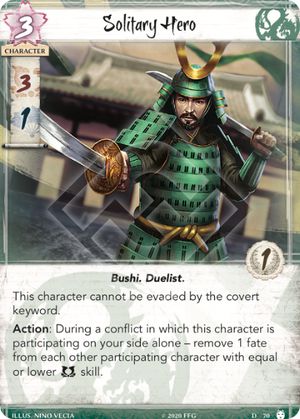 3
Solitary Hero
CHARACTER
3
1
1
Bushi. Duelist.
This character cannot be evaded by the covert
keyword.
Action: During a conflict in which this character is
participating on your side alone – remove 1 fate
from each other participating character with equal
or lower skill.
ILLUS. NINO VECIA © 2020 FFG D 70